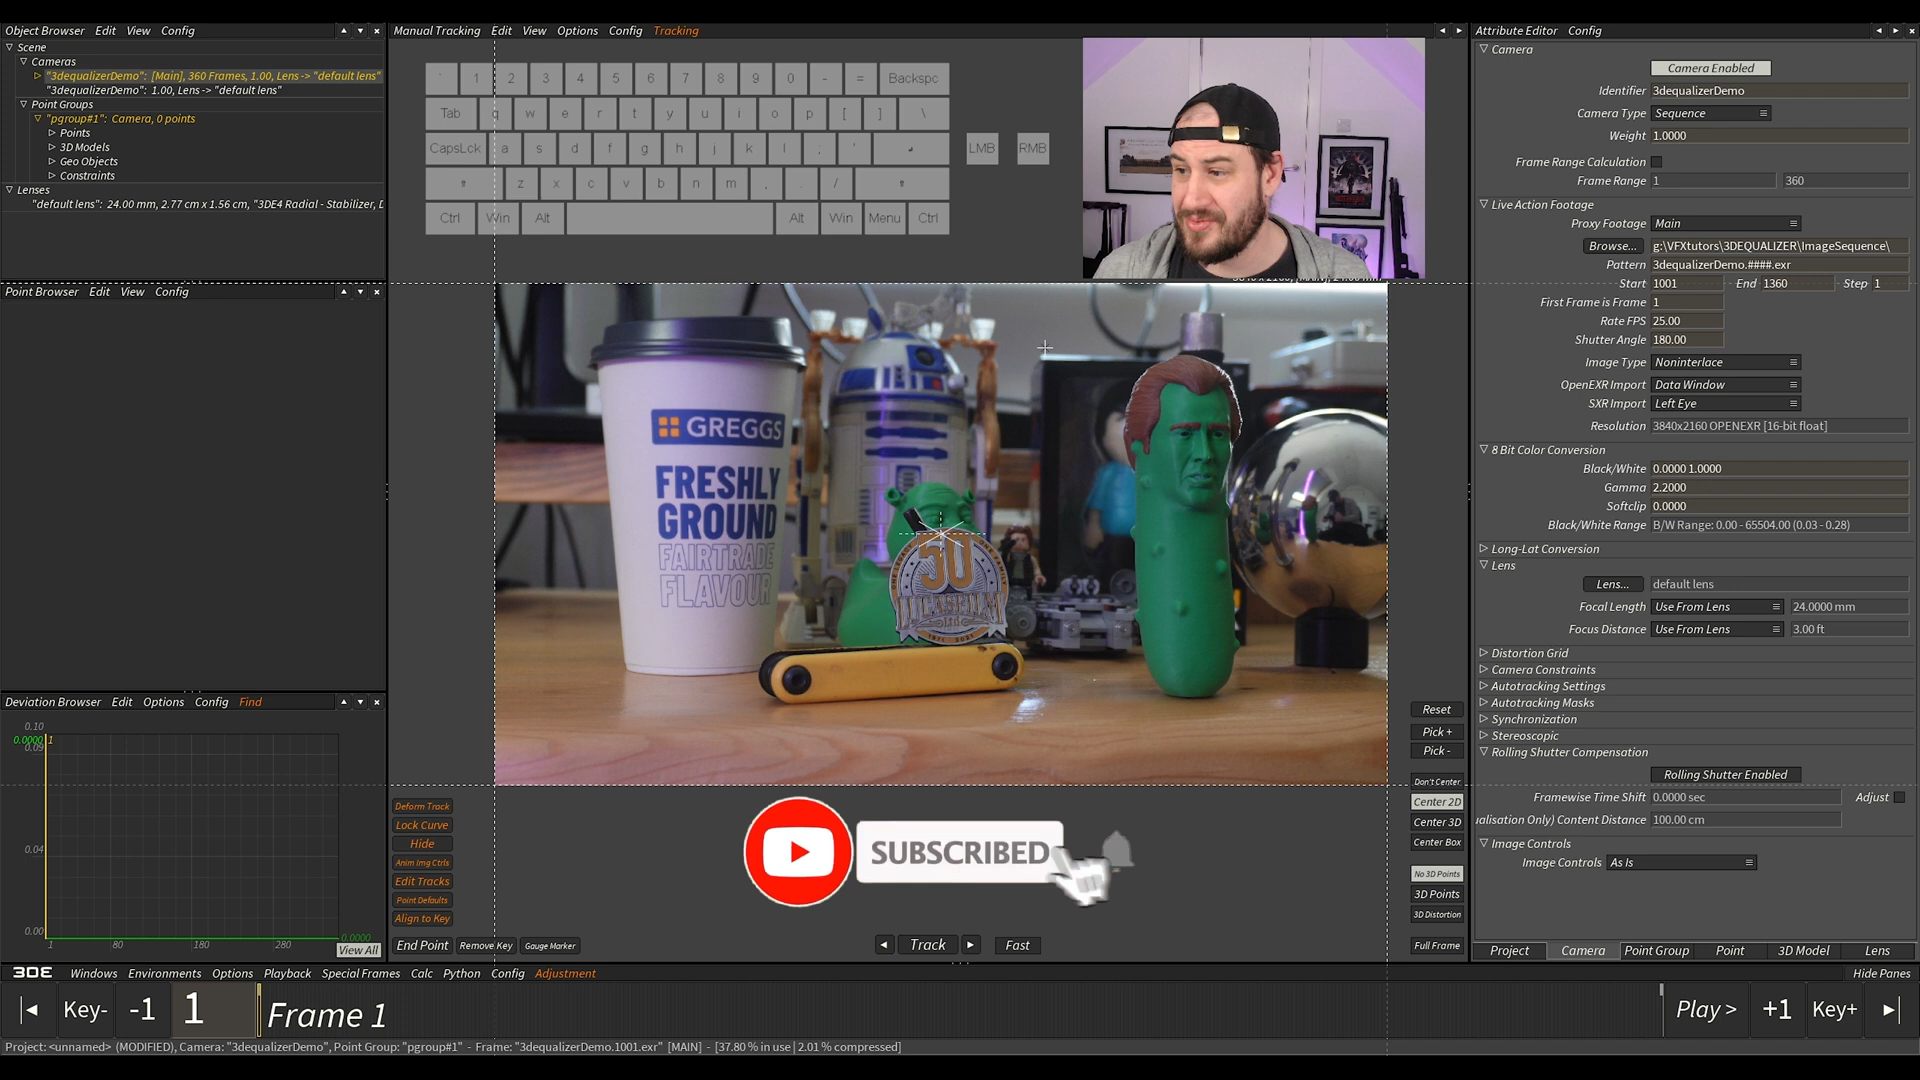 Object Browser Edit View Config
Scene
Cameras
"3dequalizerDemo": [Main], 360 Frames, 1.00, Lens -> "default lens"
"3dequalizerDemo": 1.00, Lens -> "default lens"
Point Groups
"pgroup#1": Camera, 0 points
Points
3D Models
Geo Objects
Constraints
Lenses
"default lens": 24.00 mm, 2.77 cm x 1.56 cm, "3DE4 Radial - Stabilizer, D
Point Browser Edit View Config
Deviation Browser Edit Options Config Find
0.10
0.0000 1
0.09
0.04
0.00
0.0000
1 80 180 280
View All
Manual Tracking Edit View Options Config Tracking
` 1 2 3 4 5 6 7 8 9 0 - = Backspc
Tab q w e r t y u i o p [ ] \
CapsLck a s d f g h j k l ; '
z x c v b n m , . /
Ctrl Win Alt Alt Win Menu Ctrl
LMB RMB
GREGGS
FRESHLY
GROUND
FAIRTRADE
FLAVOUR
50
LUCASFILM
Ltd
1971 - 2021
Reset
Pick +
Pick -
Don't Center
Center 2D
Center 3D
Center Box
No 3D Points
3D Points
3D Distortion
Full Frame
Deform Track
Lock Curve
Hide
Anim Img Ctrls
Edit Tracks
Point Defaults
Align to Key
End Point Remove Key Gauge Marker
Track Fast
SUBSCRIBED
Attribute Editor Config
Camera
Camera Enabled
Identifier 3dequalizerDemo
Camera Type Sequence
Weight 1.0000
Frame Range Calculation
Frame Range 1 360
Live Action Footage
Proxy Footage Main
Browse... g:\VFXtutors\3DEQUALIZER\ImageSequence\
Pattern 3dequalizerDemo.####.exr
Start 1001 End 1360 Step 1
First Frame is Frame 1
Rate FPS 25.00
Shutter Angle 180.00
Image Type Noninterlace
OpenEXR Import Data Window
SXR Import Left Eye
Resolution 3840x2160 OPENEXR [16-bit float]
8 Bit Color Conversion
Black/White 0.0000 1.0000
Gamma 2.2000
Softclip 0.0000
Black/White Range B/W Range: 0.00 - 65504.00 (0.03 - 0.28)
Long-Lat Conversion
Lens
Lens... default lens
Focal Length Use From Lens 24.0000 mm
Focus Distance Use From Lens 3.00 ft
Distortion Grid
Camera Constraints
Autotracking Settings
Autotracking Masks
Synchronization
Stereoscopic
Rolling Shutter Compensation
Rolling Shutter Enabled
Framewise Time Shift 0.0000 sec Adjust
ualisation Only) Content Distance 100.00 cm
Image Controls
Image Controls As Is
Project Camera Point Group Point 3D Model Lens
3DE Windows Environments Options Playback Special Frames Calc Python Config Adjustment Hide Panes
Key- -1 1 Frame 1 Play > +1 Key+
Project: <unnamed> (MODIFIED), Camera: "3dequalizerDemo", Point Group: "pgroup#1" - Frame: "3dequalizerDemo.1001.exr" [MAIN] - [37.80 % in use | 2.01 % compressed]